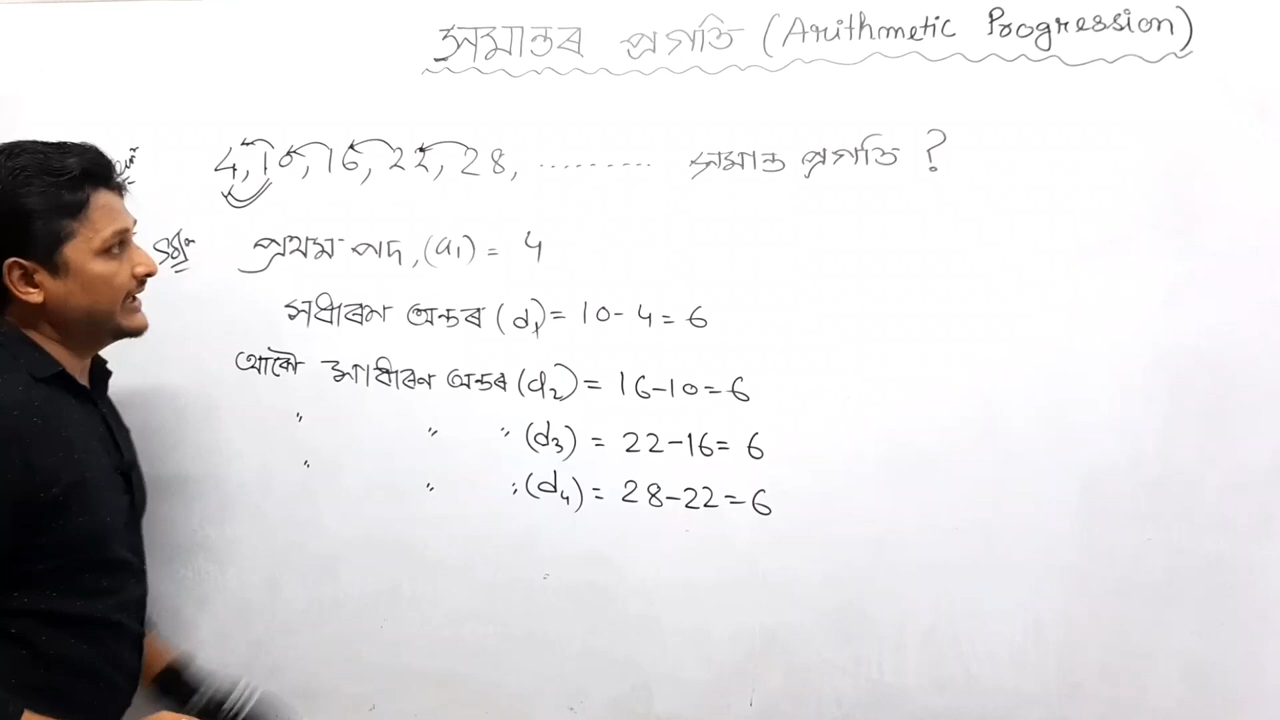 সমান্তৰ প্ৰগতি (Arithmetic Progression)
4, 10, 16, 22, 28, .......... সমান্ত প্ৰগতি ?
প্ৰথম পদ, (a₁) = 4
সধাৰণ অন্তৰ (d₁) = 10 - 4 = 6
আকৌ সাধাৰণ অন্তৰ (d₂) = 16 - 10 = 6
" " " (d₃) = 22 - 16 = 6
" " " (d₄) = 28 - 22 = 6